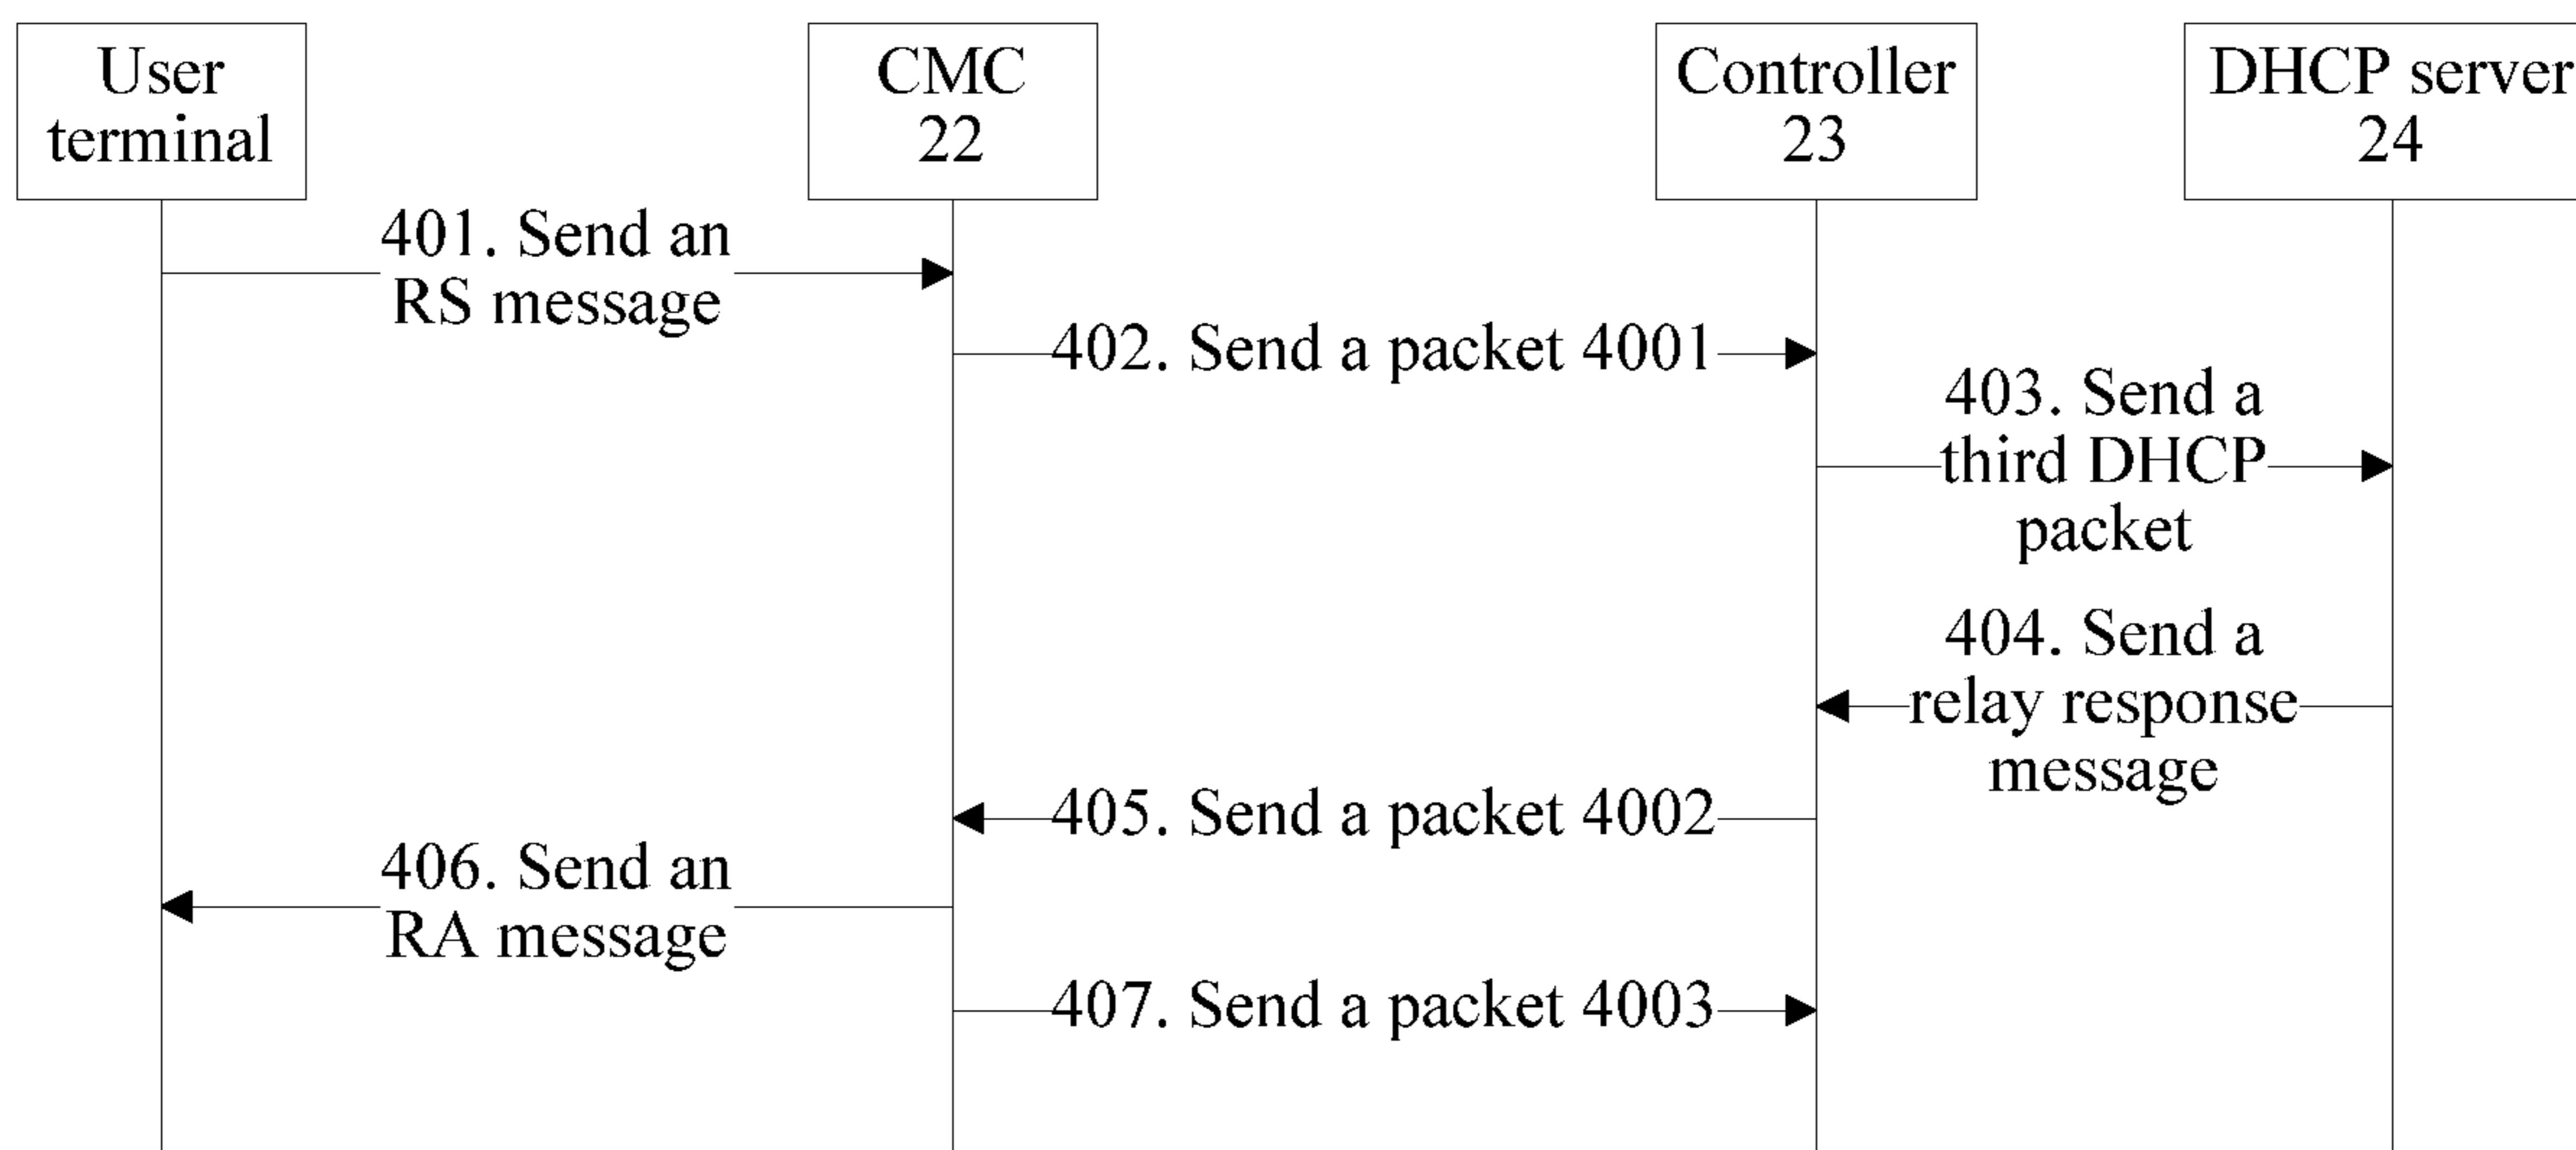 User
terminal
CMC
22
Controller
23
DHCP server
24
401. Send an
RS message
402. Send a packet 4001
403. Send a
third DHCP
packet
404. Send a
relay response
message
405. Send a packet 4002
406. Send an
RA message
407. Send a packet 4003